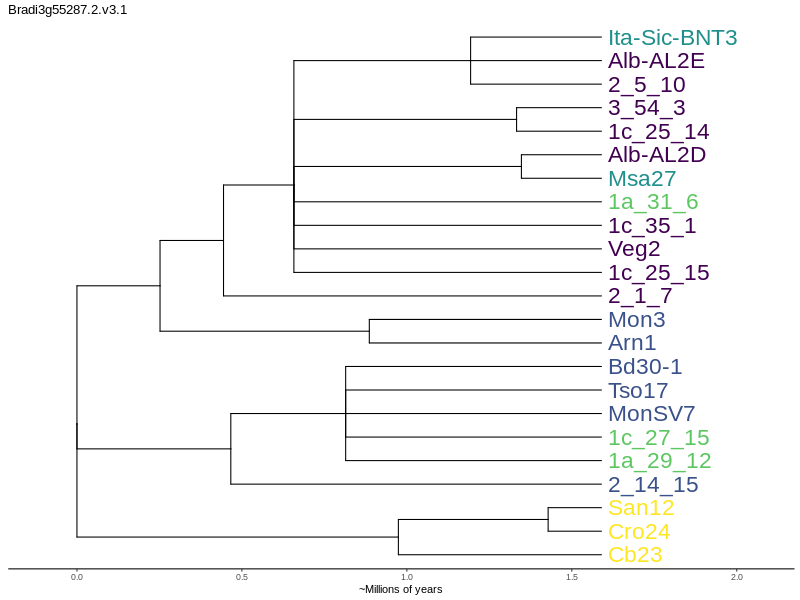 Bradi3g55287.2.v3.1
Ita-Sic-BNT3
Alb-AL2E
2_5_10
3_54_3
1c_25_14
Alb-AL2D
Msa27
1a_31_6
1c_35_1
Veg2
1c_25_15
2_1_7
Mon3
Arn1
Bd30-1
Tso17
MonSV7
1c_27_15
1a_29_12
2_14_15
San12
Cro24
Cb23
0.0 0.5 1.0 1.5 2.0
~Millions of years